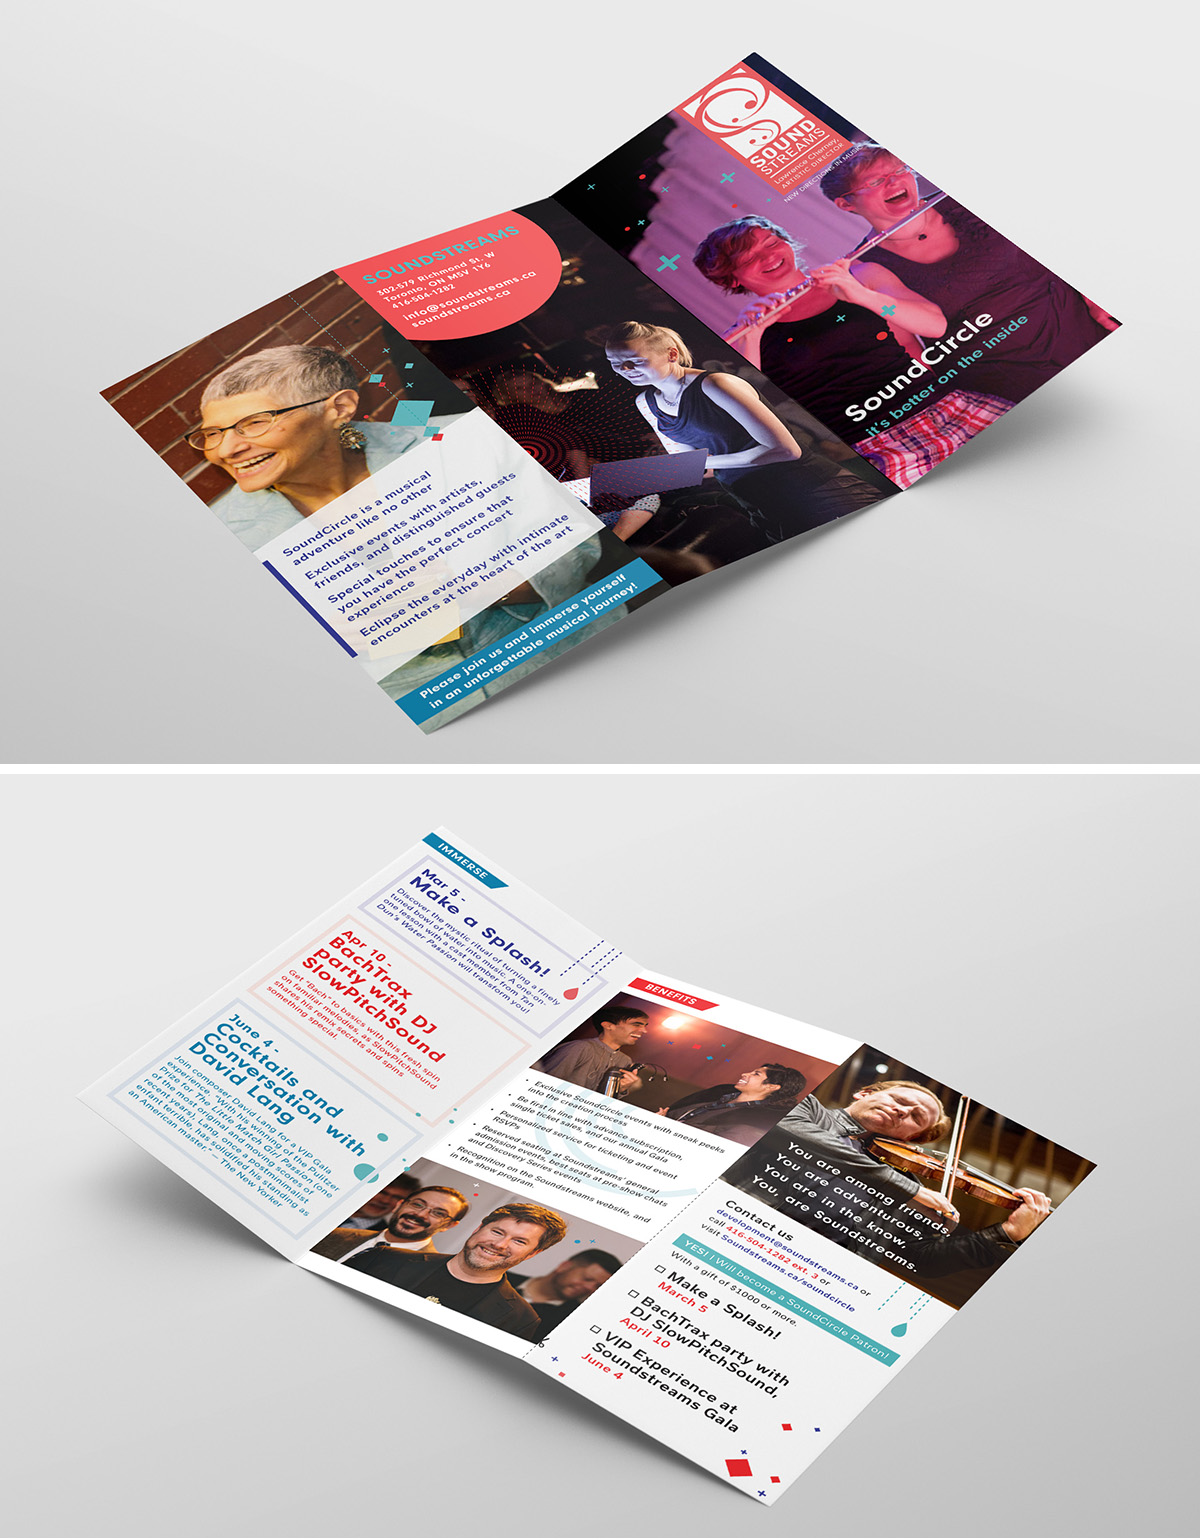 SOUND
STREAMS
Lawrence Cherney,
ARTISTIC DIRECTOR
NEW DIRECTIONS IN MUSIC
SoundCircle
it's better on the inside
SOUNDSTREAMS
302-579 Richmond St. W
Toronto, ON M5V 1Y6
416-504-1282
info@soundstreams.ca
soundstreams.ca
SoundCircle is a musical
adventure like no other
Exclusive events with artists,
friends, and distinguished guests
Special touches to ensure that
you have the perfect concert
experience
Eclipse the everyday with intimate
encounters at the heart of the art
Please join us and immerse yourself
in an unforgettable musical journey!
IMMERSE
Mar 5 -
Make a Splash!
Discover the mystic ritual of turning a finely
tuned bowl of water into music. A one-on-
one lesson with a cast member from Tan
Dun's Water Passion will transform you!
Apr 10 -
BachTrax
party with DJ
SlowPitchSound
Get "Bach" to basics with this fresh spin
on familiar melodies, as SlowPitchSound
shares his remix secrets and spins
something special.
June 4 -
Cocktails and
Conversation with
David Lang
Join composer David Lang for a VIP Gala
experience. "With his winning of the Pulitzer
Prize for The Little Match Girl Passion (one
of the most original and moving scores of
recent years), Lang, once a postminimalist
enfant terrible, has solidified his standing as
an American master." — The New Yorker
BENEFITS
• Exclusive SoundCircle events with sneak peeks
into the creation process
• Be first in line with advance subscription,
single ticket sales, and our annual Gala
• Personalized service for ticketing and event
RSVPs
• Reserved seating at Soundstreams' general
admission events, best seats at pre-show chats
and Discovery Series events
• Recognition on the Soundstreams website, and
in the show program.
You are among friends,
You are adventurous,
You are in the know,
You, are Soundstreams.
Contact us
development@soundstreams.ca or
call 416-504-1282 ext. 3 or
visit Soundstreams.ca/soundcircle
YES! I Will become a SoundCircle Patron!
With a gift of $1000 or more.
Make a Splash!
March 5
BachTrax party with
DJ SlowPitchSound,
April 10
VIP Experience at
Soundstreams Gala
June 4